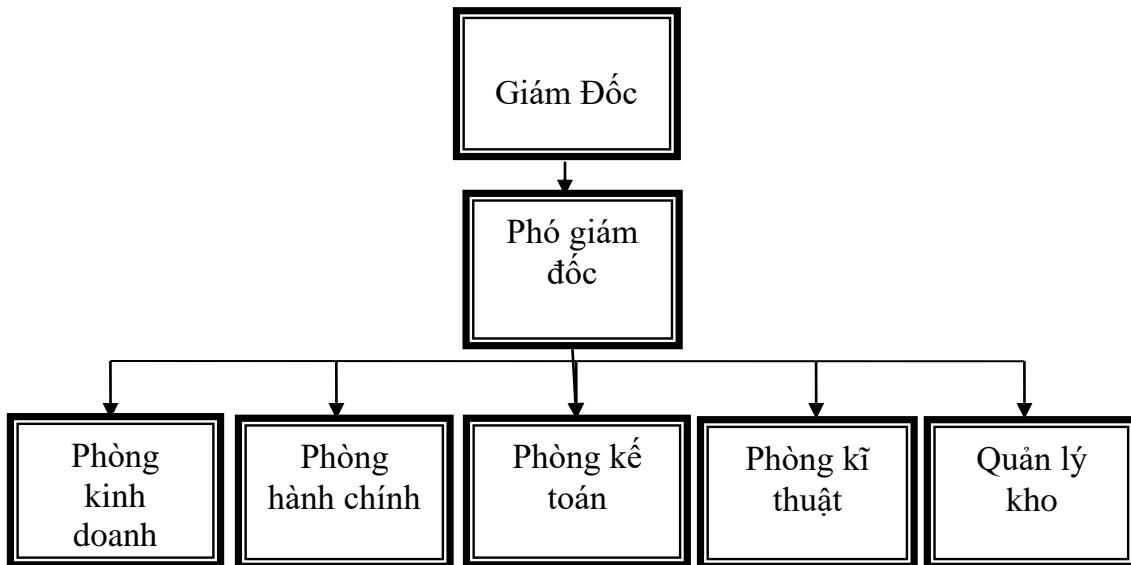 Giám Đốc
Phó giám
đốc
Phòng
kinh
doanh
Phòng
hành chính
Phòng kế
toán
Phòng kĩ
thuật
Quản lý
kho